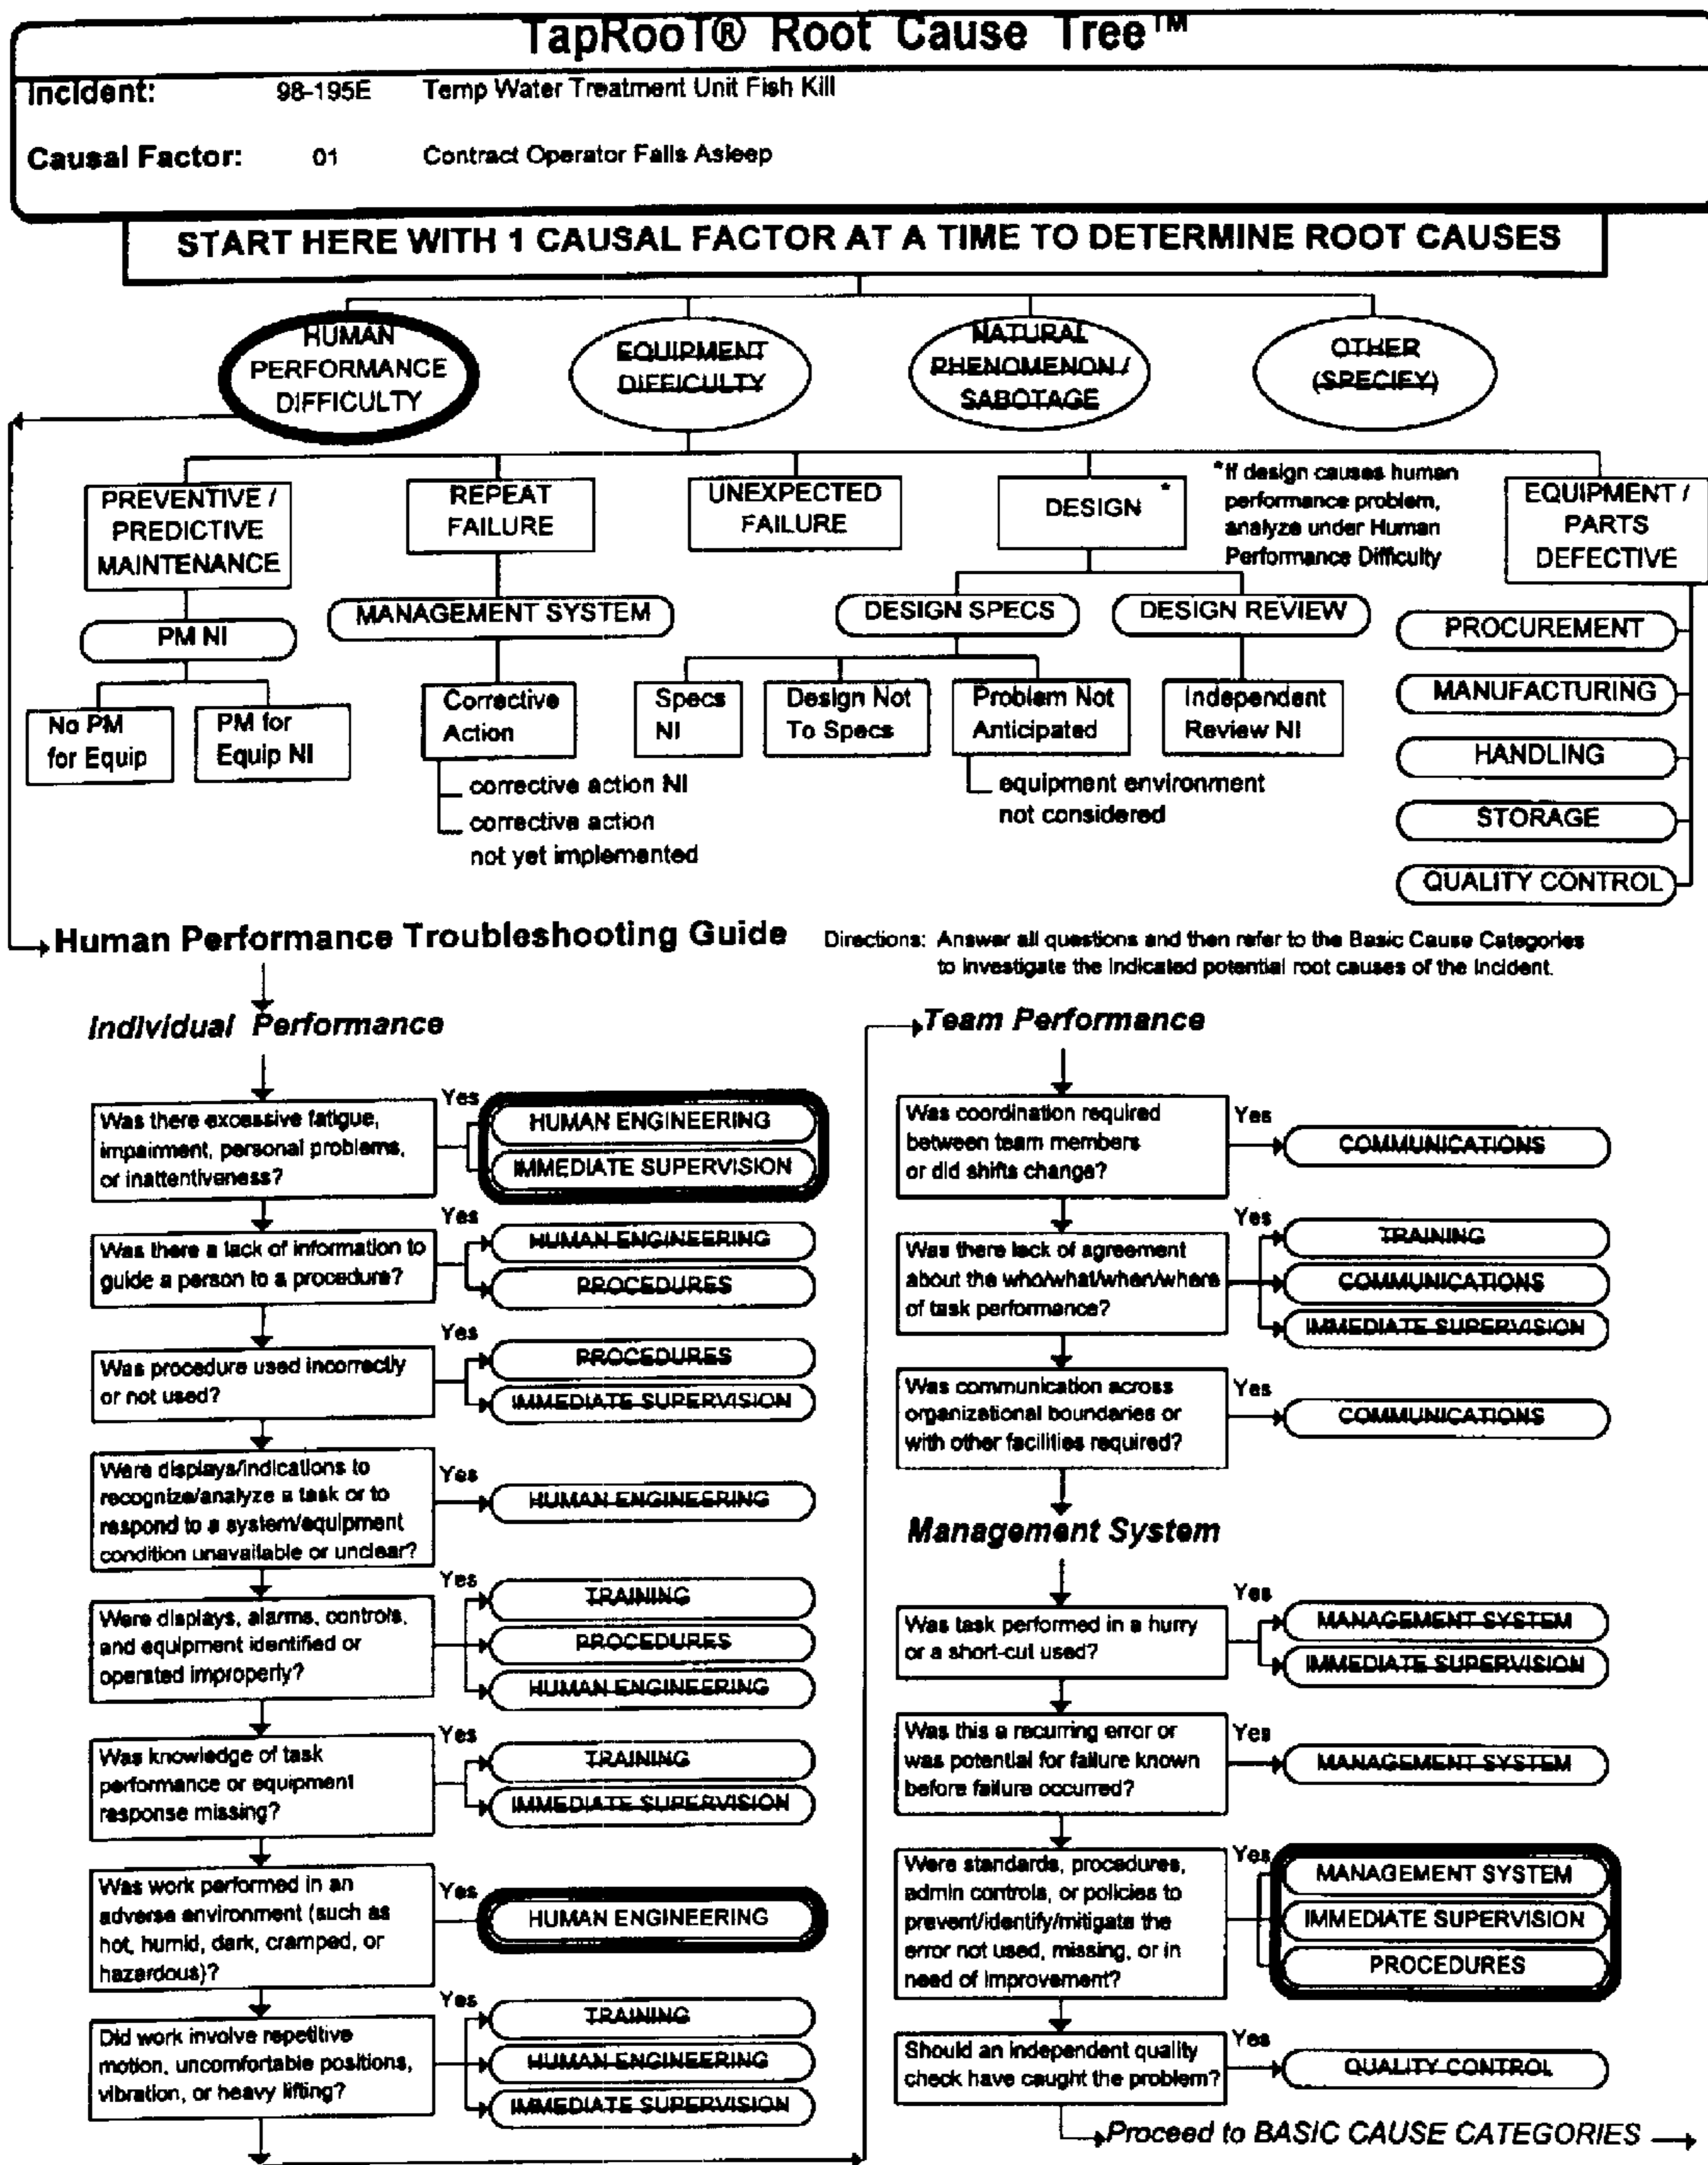 TapRooT® Root Cause Tree™
Incident: 98-195E Temp Water Treatment Unit Fish Kill
Causal Factor: 01 Contract Operator Falls Asleep
START HERE WITH 1 CAUSAL FACTOR AT A TIME TO DETERMINE ROOT CAUSES
HUMAN
PERFORMANCE
DIFFICULTY
EQUIPMENT
DIFFICULTY
NATURAL
PHENOMENON /
SABOTAGE
OTHER
(SPECIFY)
PREVENTIVE /
PREDICTIVE
MAINTENANCE
REPEAT
FAILURE
UNEXPECTED
FAILURE
DESIGN *
*If design causes human
performance problem,
analyze under Human
Performance Difficulty
EQUIPMENT /
PARTS
DEFECTIVE
PM NI
MANAGEMENT SYSTEM
DESIGN SPECS
DESIGN REVIEW
PROCUREMENT
MANUFACTURING
HANDLING
STORAGE
QUALITY CONTROL
No PM
for Equip
PM for
Equip NI
Corrective
Action
Specs
NI
Design Not
To Specs
Problem Not
Anticipated
Independent
Review NI
corrective action NI
corrective action
not yet implemented
equipment environment
not considered
Human Performance Troubleshooting Guide
Directions: Answer all questions and then refer to the Basic Cause Categories
to investigate the indicated potential root causes of the incident.
Individual Performance
Was there excessive fatigue,
impairment, personal problems,
or inattentiveness?
Yes
HUMAN ENGINEERING
IMMEDIATE SUPERVISION
Was there a lack of information to
guide a person to a procedure?
Yes
HUMAN ENGINEERING
PROCEDURES
Was procedure used incorrectly
or not used?
Yes
PROCEDURES
IMMEDIATE SUPERVISION
Were displays/indications to
recognize/analyze a task or to
respond to a system/equipment
condition unavailable or unclear?
Yes
HUMAN ENGINEERING
Were displays, alarms, controls,
and equipment identified or
operated improperly?
Yes
TRAINING
PROCEDURES
HUMAN ENGINEERING
Was knowledge of task
performance or equipment
response missing?
Yes
TRAINING
IMMEDIATE SUPERVISION
Was work performed in an
adverse environment (such as
hot, humid, dark, cramped, or
hazardous)?
Yes
HUMAN ENGINEERING
Did work involve repetitive
motion, uncomfortable positions,
vibration, or heavy lifting?
Yes
TRAINING
HUMAN ENGINEERING
IMMEDIATE SUPERVISION
Team Performance
Was coordination required
between team members
or did shifts change?
Yes
COMMUNICATIONS
Was there lack of agreement
about the who/what/when/where
of task performance?
Yes
TRAINING
COMMUNICATIONS
IMMEDIATE SUPERVISION
Was communication across
organizational boundaries or
with other facilities required?
Yes
COMMUNICATIONS
Management System
Was task performed in a hurry
or a short-cut used?
Yes
MANAGEMENT SYSTEM
IMMEDIATE SUPERVISION
Was this a recurring error or
was potential for failure known
before failure occurred?
Yes
MANAGEMENT SYSTEM
Were standards, procedures,
admin controls, or policies to
prevent/identify/mitigate the
error not used, missing, or in
need of improvement?
Yes
MANAGEMENT SYSTEM
IMMEDIATE SUPERVISION
PROCEDURES
Should an independent quality
check have caught the problem?
Yes
QUALITY CONTROL
Proceed to BASIC CAUSE CATEGORIES